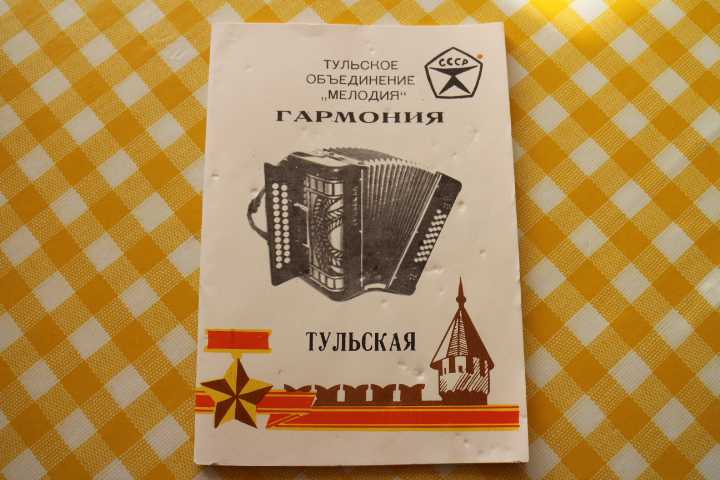 ТУЛЬСКОЕ
ОБЪЕДИНЕНИЕ
„МЕЛОДИЯ“
СССР
ГАРМОНИЯ
ТУЛЬСКАЯ